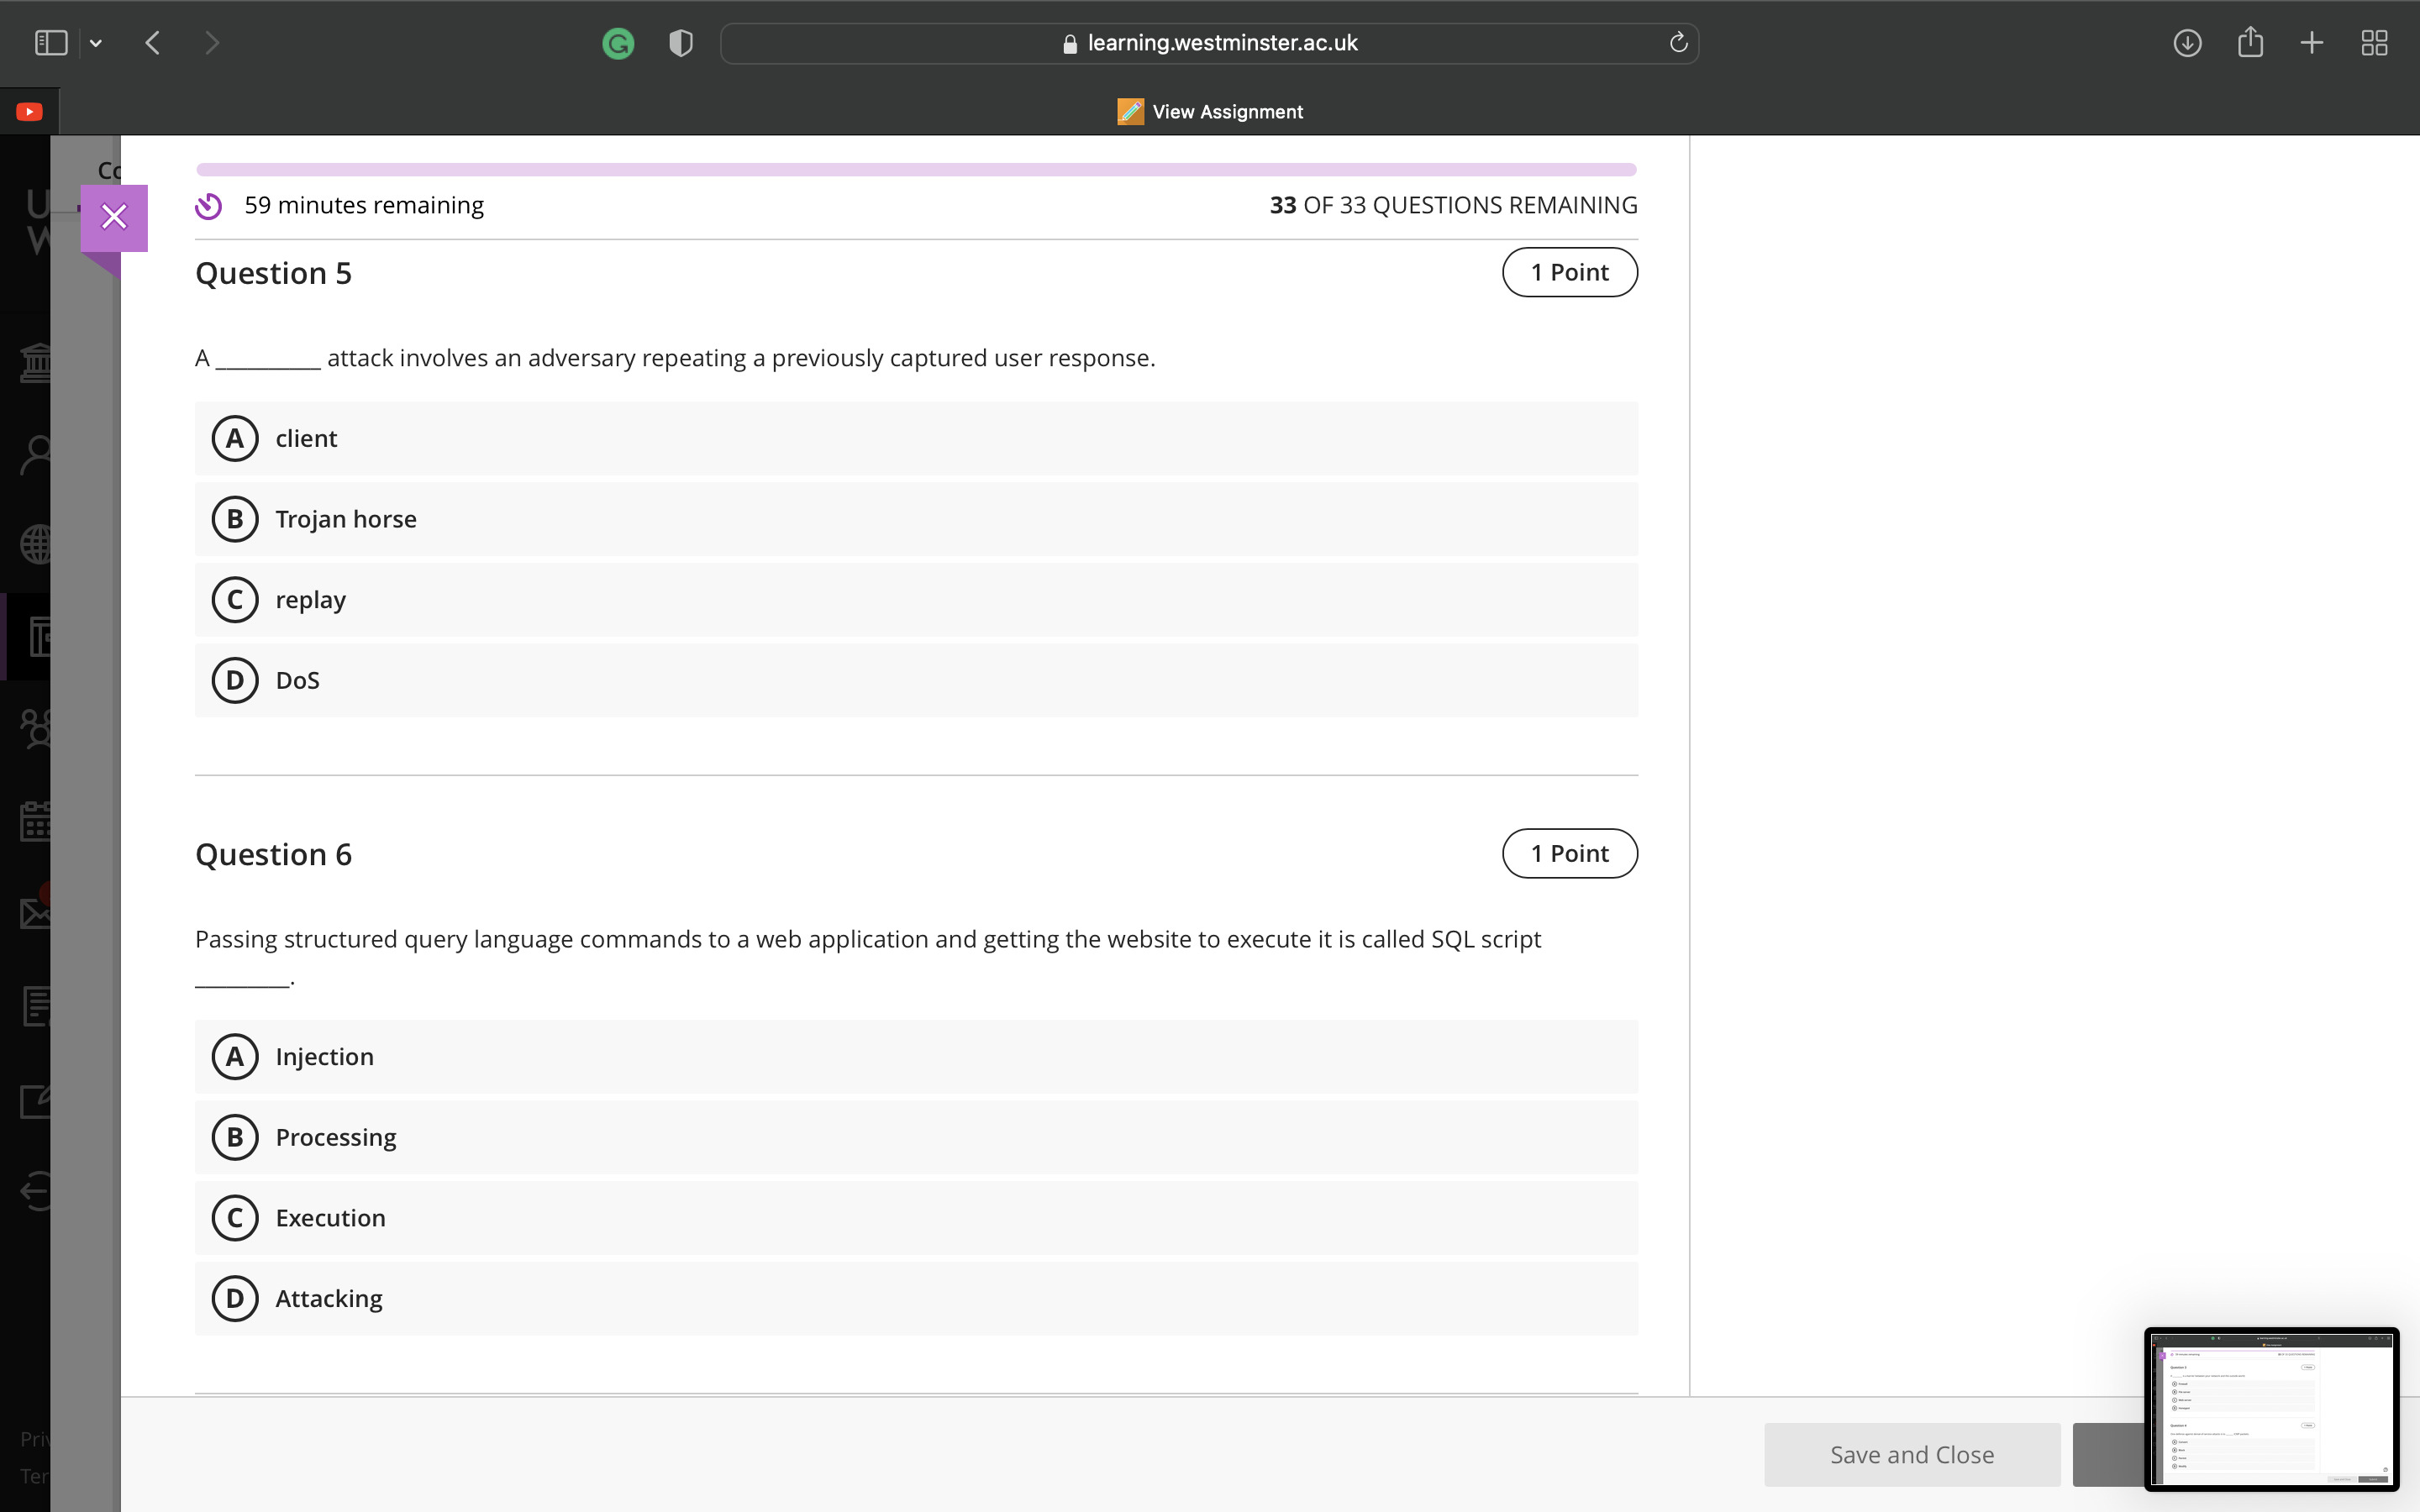 learning.westminster.ac.uk
View Assignment
Co
U
W
59 minutes remaining
33 OF 33 QUESTIONS REMAINING
Question 5
1 Point
A __________ attack involves an adversary repeating a previously captured user response.
A client
B Trojan horse
C replay
D DoS
Question 6
1 Point
Passing structured query language commands to a web application and getting the website to execute it is called SQL script
_________.
A Injection
B Processing
C Execution
D Attacking
Priv
Ter
Save and Close